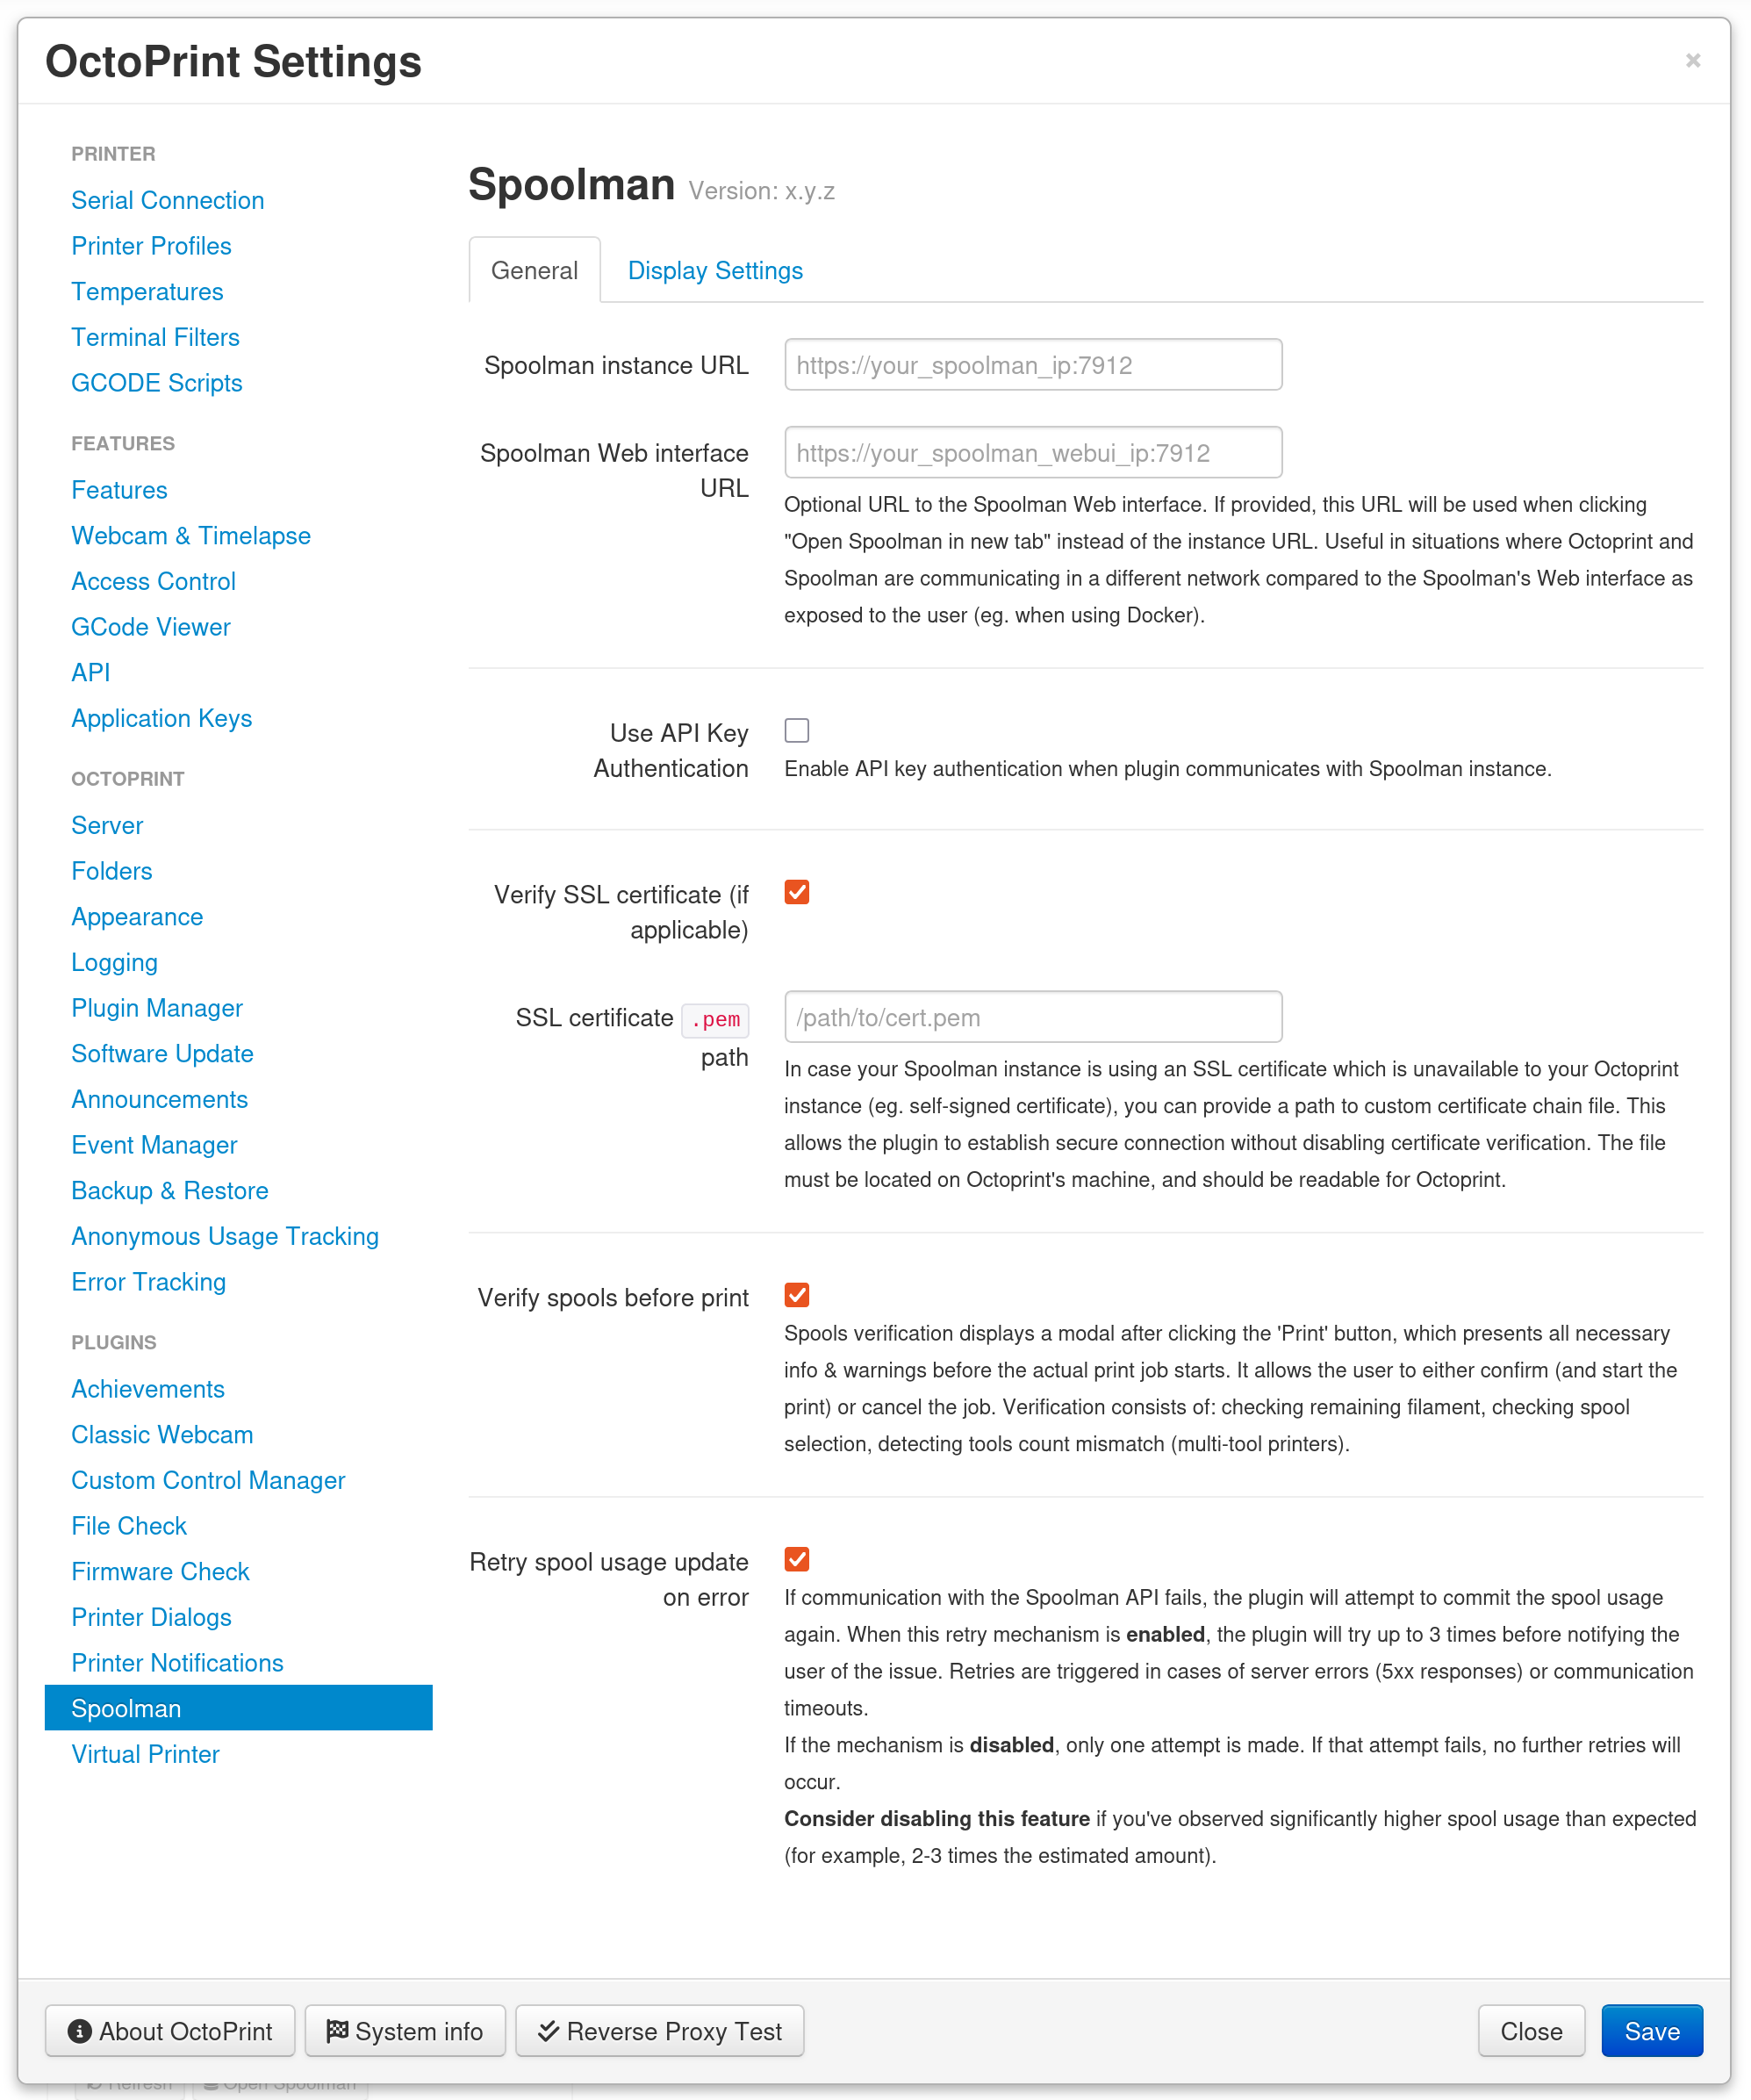 OctoPrint Settings
×
PRINTER
Serial Connection
Printer Profiles
Temperatures
Terminal Filters
GCODE Scripts
FEATURES
Features
Webcam & Timelapse
Access Control
GCode Viewer
API
Application Keys
OCTOPRINT
Server
Folders
Appearance
Logging
Plugin Manager
Software Update
Announcements
Event Manager
Backup & Restore
Anonymous Usage Tracking
Error Tracking
PLUGINS
Achievements
Classic Webcam
Custom Control Manager
File Check
Firmware Check
Printer Dialogs
Printer Notifications
Spoolman
Virtual Printer
Spoolman Version: x.y.z
General Display Settings
Spoolman instance URL
https://your_spoolman_ip:7912
Spoolman Web interface
URL
https://your_spoolman_webui_ip:7912
Optional URL to the Spoolman Web interface. If provided, this URL will be used when clicking
"Open Spoolman in new tab" instead of the instance URL. Useful in situations where Octoprint and
Spoolman are communicating in a different network compared to the Spoolman's Web interface as
exposed to the user (eg. when using Docker).
Use API Key
Authentication
Enable API key authentication when plugin communicates with Spoolman instance.
Verify SSL certificate (if
applicable)
SSL certificate .pem
path
/path/to/cert.pem
In case your Spoolman instance is using an SSL certificate which is unavailable to your Octoprint
instance (eg. self-signed certificate), you can provide a path to custom certificate chain file. This
allows the plugin to establish secure connection without disabling certificate verification. The file
must be located on Octoprint's machine, and should be readable for Octoprint.
Verify spools before print
Spools verification displays a modal after clicking the 'Print' button, which presents all necessary
info & warnings before the actual print job starts. It allows the user to either confirm (and start the
print) or cancel the job. Verification consists of: checking remaining filament, checking spool
selection, detecting tools count mismatch (multi-tool printers).
Retry spool usage update
on error
If communication with the Spoolman API fails, the plugin will attempt to commit the spool usage
again. When this retry mechanism is enabled, the plugin will try up to 3 times before notifying the
user of the issue. Retries are triggered in cases of server errors (5xx responses) or communication
timeouts.
If the mechanism is disabled, only one attempt is made. If that attempt fails, no further retries will
occur.
Consider disabling this feature if you've observed significantly higher spool usage than expected
(for example, 2-3 times the estimated amount).
About OctoPrint System info Reverse Proxy Test Close Save
Refresh Open Spoolman